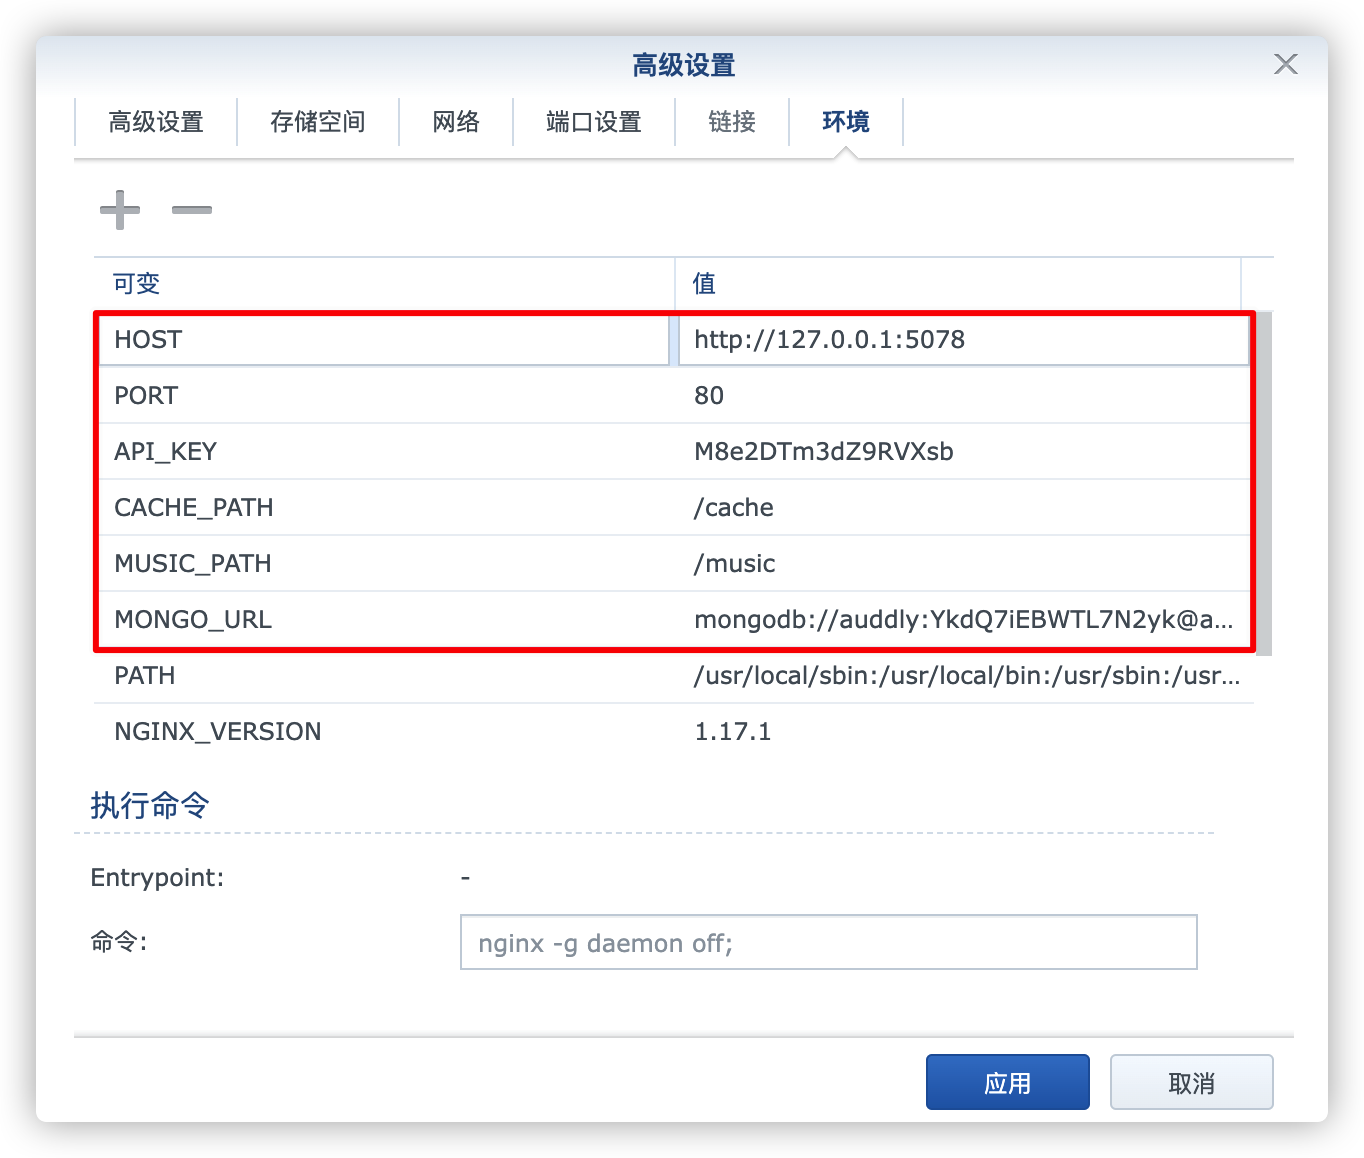 高级设置
高级设置 存储空间 网络 端口设置 链接 环境
可变 值
HOST http://127.0.0.1:5078
PORT 80
API_KEY M8e2DTm3dZ9RVXsb
CACHE_PATH /cache
MUSIC_PATH /music
MONGO_URL mongodb://auddly:YkdQ7iEBWTL7N2yk@a...
PATH /usr/local/sbin:/usr/local/bin:/usr/sbin:/usr...
NGINX_VERSION 1.17.1
执行命令
Entrypoint: -
命令: nginx -g daemon off;
应用 取消